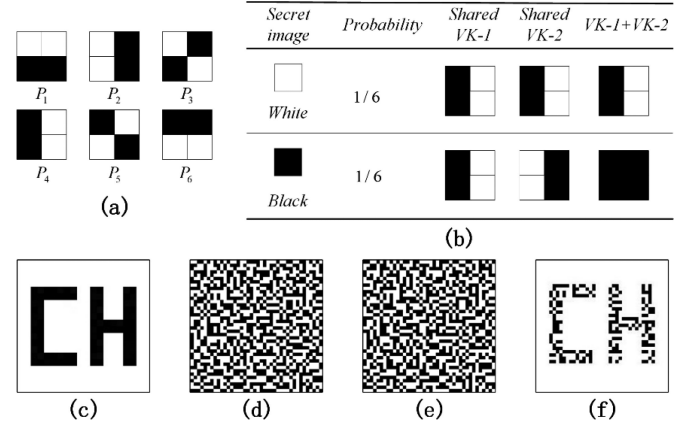 P1 P2 P3
P4 P5 P6
(a)
Secret image Probability Shared VK-1 Shared VK-2 VK-1+VK-2
White 1/6
Black 1/6
(b)
CH
(c) (d) (e) (f)
CH